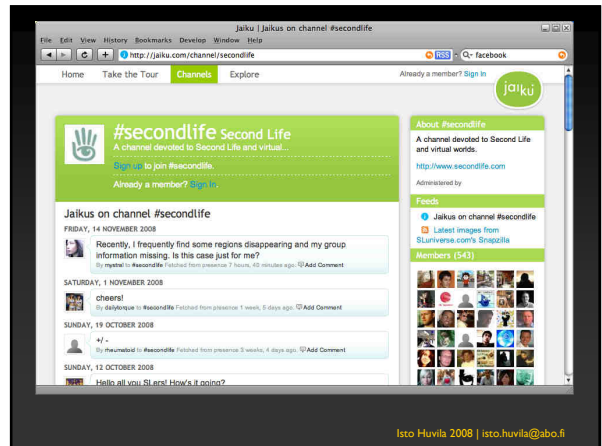 Jaiku | Jaikus on channel #secondlife
File Edit View History Bookmarks Develop Window Help
http://jaiku.com/channel/secondlife RSS facebook
Home Take the Tour Channels Explore Already a member? Sign In
jaiku
#secondlife Second Life
A channel devoted to Second Life and virtual...
Sign up to join #secondlife.
Already a member? Sign In.
Jaikus on channel #secondlife
FRIDAY, 14 NOVEMBER 2008
Recently, I frequently find some regions disappearing and my group
information missing. Is this case just for me?
By mystral to #secondlife Fetched from presence 7 hours, 40 minutes ago. Add Comment
SATURDAY, 1 NOVEMBER 2008
cheers!
By dailytorque to #secondlife Fetched from presence 1 week, 5 days ago. Add Comment
SUNDAY, 19 OCTOBER 2008
+/ -
By rheumatoid to #secondlife Fetched from presence 3 weeks, 4 days ago. Add Comment
SUNDAY, 12 OCTOBER 2008
Hello all you SLers! How's it going?
About #secondlife
A channel devoted to Second Life
and virtual worlds.
http://www.secondlife.com
Administered by
Feeds
Jaikus on channel #secondlife
Latest images from
SLuniverse.com's Snapzilla
Members (543)
Isto Huvila 2008 | isto.huvila@abo.fi